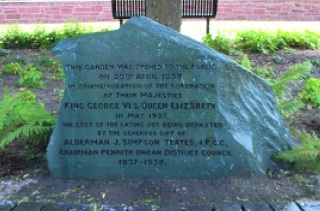 THIS GARDEN WAS OPENED TO THE PUBLIC
ON 20TH APRIL 1938
IN COMMEMORATION OF THE CORONATION
OF THEIR MAJESTIES
KING GEORGE VI & QUEEN ELIZABETH
IN MAY 1937.
THE COST OF THE LAYING OUT BEING DEFRAYED
BY THE GENEROUS GIFT OF
ALDERMAN J. SIMPSON YEATES, J.P., C.C.
CHAIRMAN PENRITH URBAN DISTRICT COUNCIL
1937-1938.